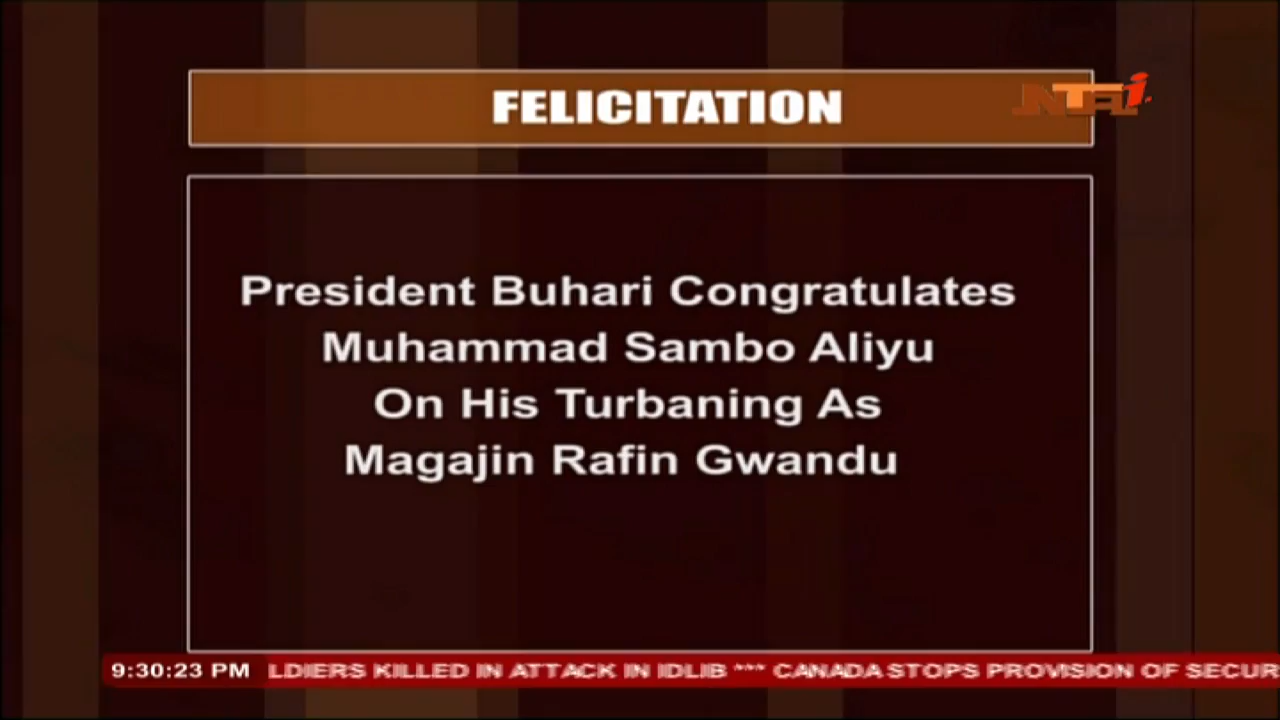 FELICITATION
NTAi
President Buhari Congratulates
Muhammad Sambo Aliyu
On His Turbaning As
Magajin Rafin Gwandu
9:30:23 PM LDIERS KILLED IN ATTACK IN IDLIB *** CANADA STOPS PROVISION OF SECUR